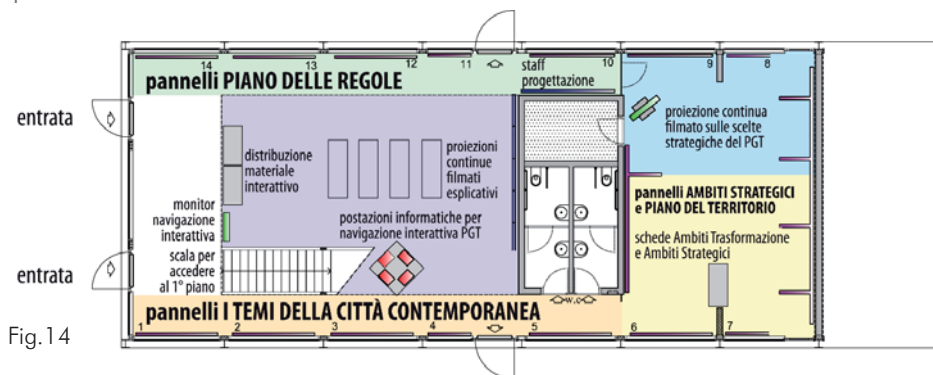 14
13
12
11
10
9
8
pannelli PIANO DELLE REGOLE
staff
progettazione
entrata
distribuzione
materiale
interattivo
proiezioni
continue
filmati
esplicativi
proiezione continua
filmato sulle scelte
strategiche del PGT
monitor
navigazione
interattiva
postazioni informatiche per
navigazione interattiva PGT
pannelli AMBITI STRATEGICI
e PIANO DEL TERRITORIO
schede Ambiti Trasformazione
e Ambiti Strategici
entrata
scala per
accedere
al 1° piano
w.c.
pannelli I TEMI DELLA CITTÀ CONTEMPORANEA
1
2
3
4
5
6
7
Fig.14